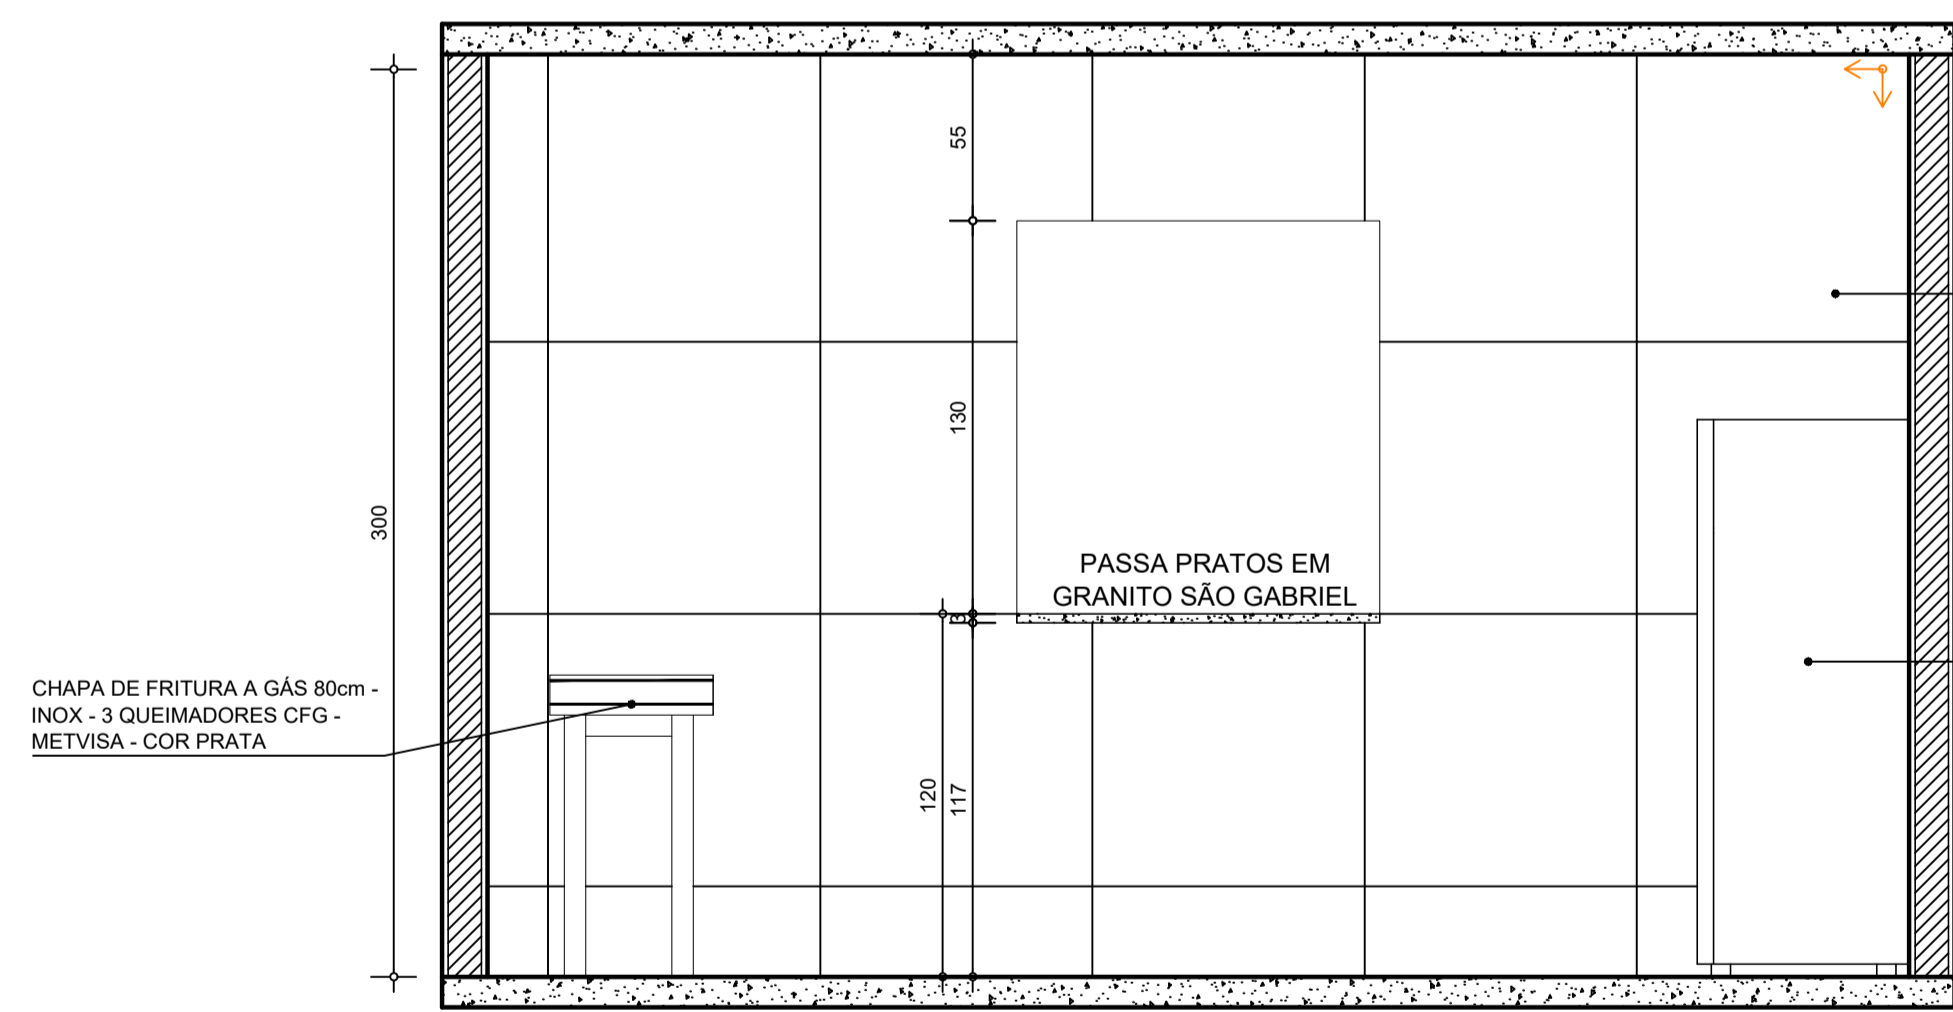 55
130
300
PASSA PRATOS EM
GRANITO SÃO GABRIEL
3
CHAPA DE FRITURA A GÁS 80cm -
INOX - 3 QUEIMADORES CFG -
METVISA - COR PRATA
120
117